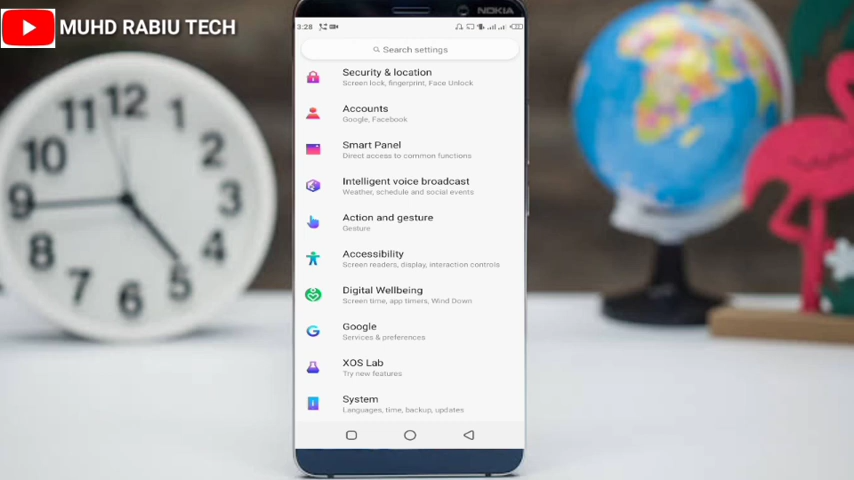 MUHD RABIU TECH
NOKIA
3:28
Search settings
Security & location
Screen lock, fingerprint, Face Unlock
Accounts
Google, Facebook
Smart Panel
Direct access to common functions
Intelligent voice broadcast
Weather, schedule and social events
Action and gesture
Gesture
Accessibility
Screen readers, display, interaction controls
Digital Wellbeing
Screen time, app timers, Wind Down
Google
Services & preferences
XOS Lab
Try new features
System
Languages, time, backup, updates
12
11
1
10
2
9
3
8
4
7
5
6